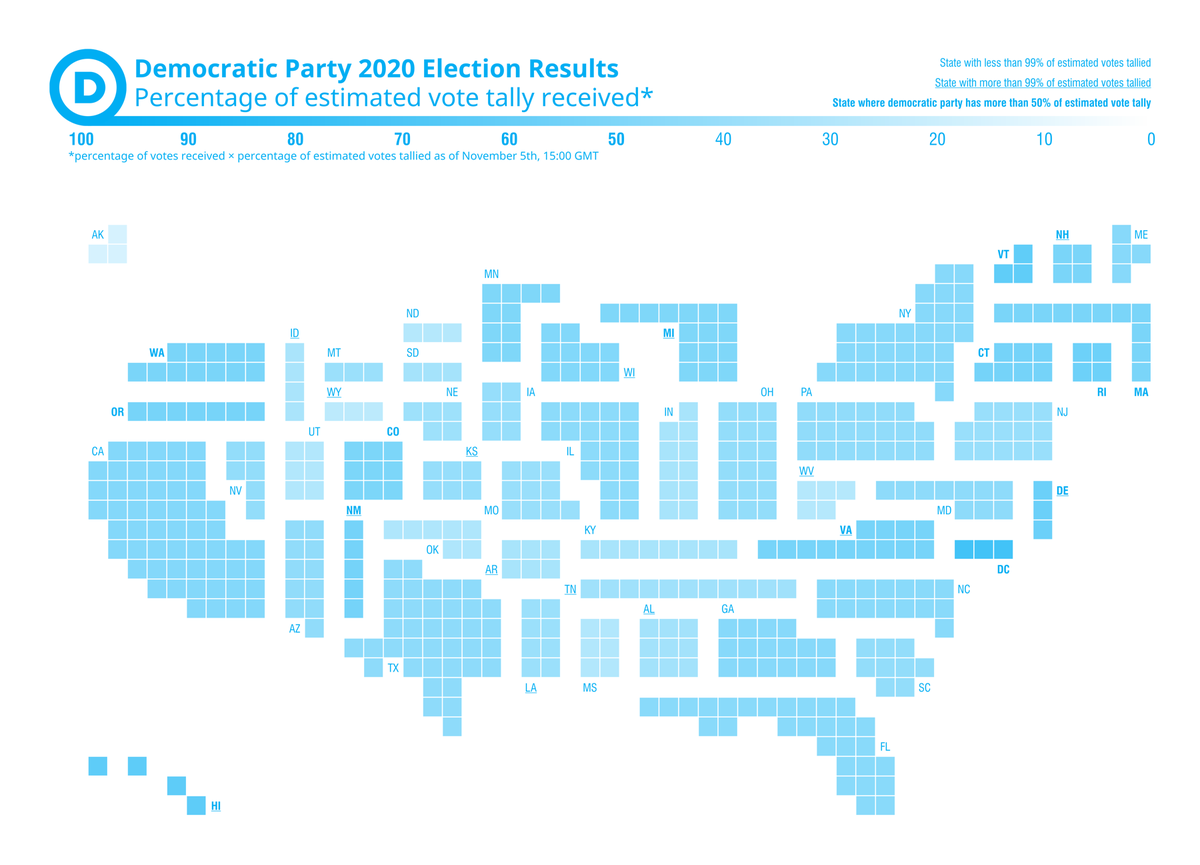 D
Democratic Party 2020 Election Results
Percentage of estimated vote tally received*
State with less than 99% of estimated votes tallied
State with more than 99% of estimated votes tallied
State where democratic party has more than 50% of estimated vote tally
100 90 80 70 60 50 40 30 20 10 0
*percentage of votes received × percentage of estimated votes tallied as of November 5th, 15:00 GMT
AK NH ME
VT
MN
ND NY
ID MI
WA MT SD CT
WI
WY NE IA OH PA RI MA
OR IN NJ
UT CO
CA KS IL
WV
NV DE
NM MO MD
KY VA
OK
AR DC
TN NC
AL GA
AZ
TX
LA MS SC
FL
HI